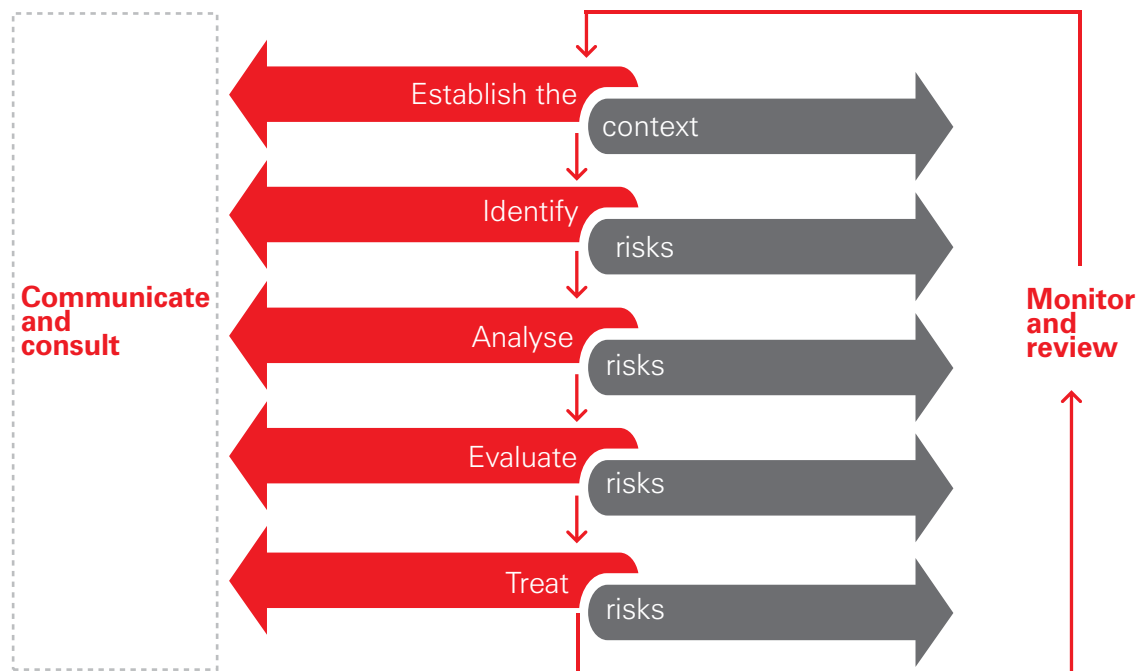 Establish the
context
Identify
risks
Communicate
and
consult
Monitor
and
review
Analyse
risks
Evaluate
risks
Treat
risks